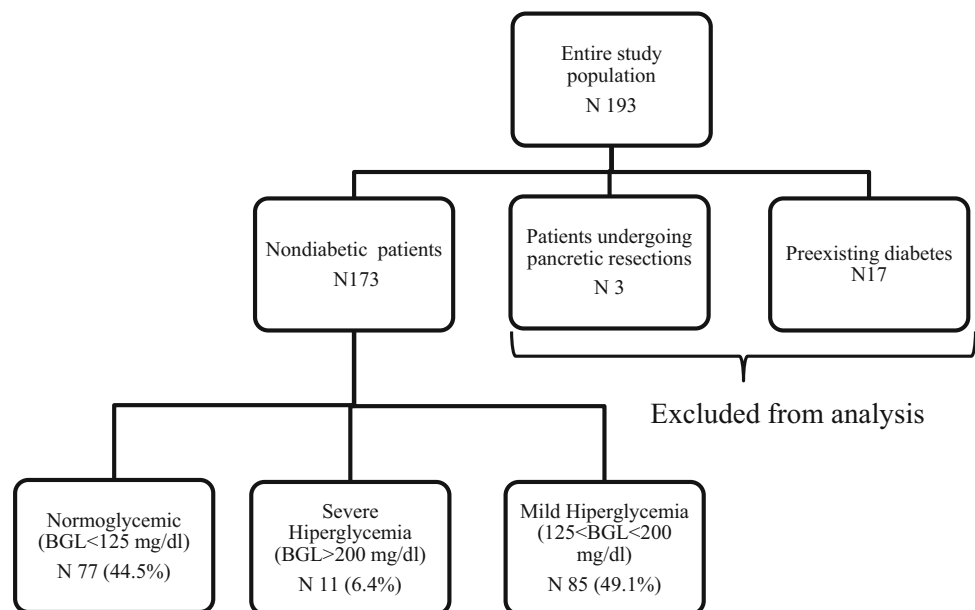 Entire study
population
N 193
Nondiabetic patients
N173
Patients undergoing
pancretic resections
N 3
Preexisting diabetes
N17
Excluded from analysis
Normoglycemic
(BGL<125 mg/dl)
N 77 (44.5%)
Severe
Hiperglycemia
(BGL>200 mg/dl)
N 11 (6.4%)
Mild Hiperglycemia
(125<BGL<200
mg/dl)
N 85 (49.1%)